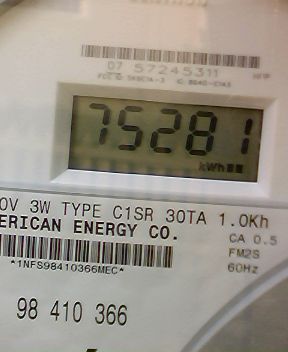 07 57245311
75281
kWh
0V 3W TYPE C1SR 30TA 1.0Kh
ERICAN ENERGY CO. CA 0.5
FM2S
*1NFS98410366MEC* 60Hz
98 410 366